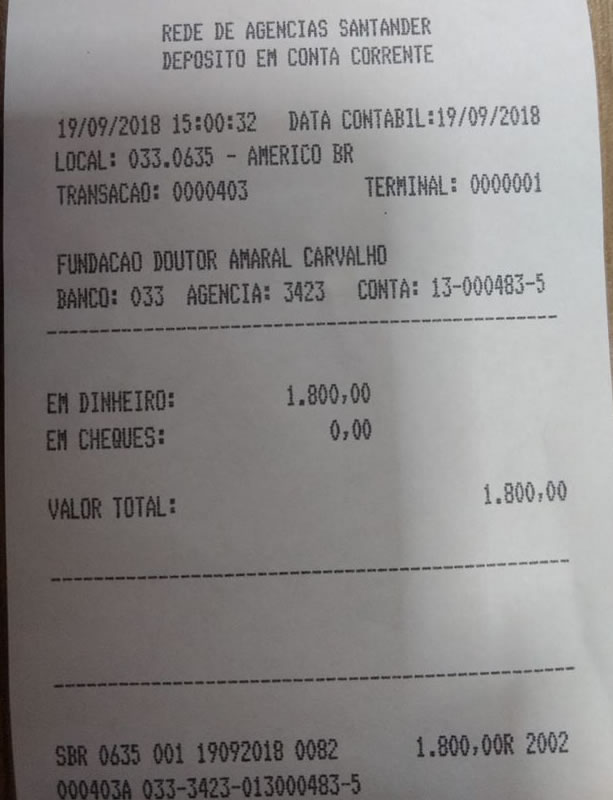 REDE DE AGENCIAS SANTANDER
DEPOSITO EM CONTA CORRENTE
19/09/2018 15:00:32 DATA CONTABIL:19/09/2018
LOCAL: 033.0635 - AMERICO BR
TRANSACAO: 0000403 TERMINAL: 0000001
FUNDACAO DOUTOR AMARAL CARVALHO
BANCO: 033 AGENCIA: 3423 CONTA: 13-000483-5
EM DINHEIRO: 1.800,00
EM CHEQUES: 0,00
VALOR TOTAL: 1.800,00
SBR 0635 001 19092018 0082 1.800,00R 2002
000403A 033-3423-013000483-5